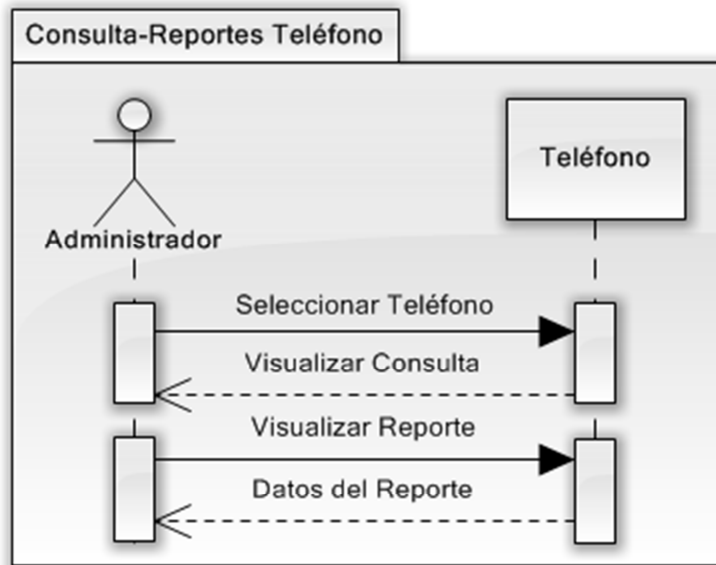 Consulta-Reportes Teléfono
Teléfono
Administrador
Seleccionar Teléfono
Visualizar Consulta
Visualizar Reporte
Datos del Reporte